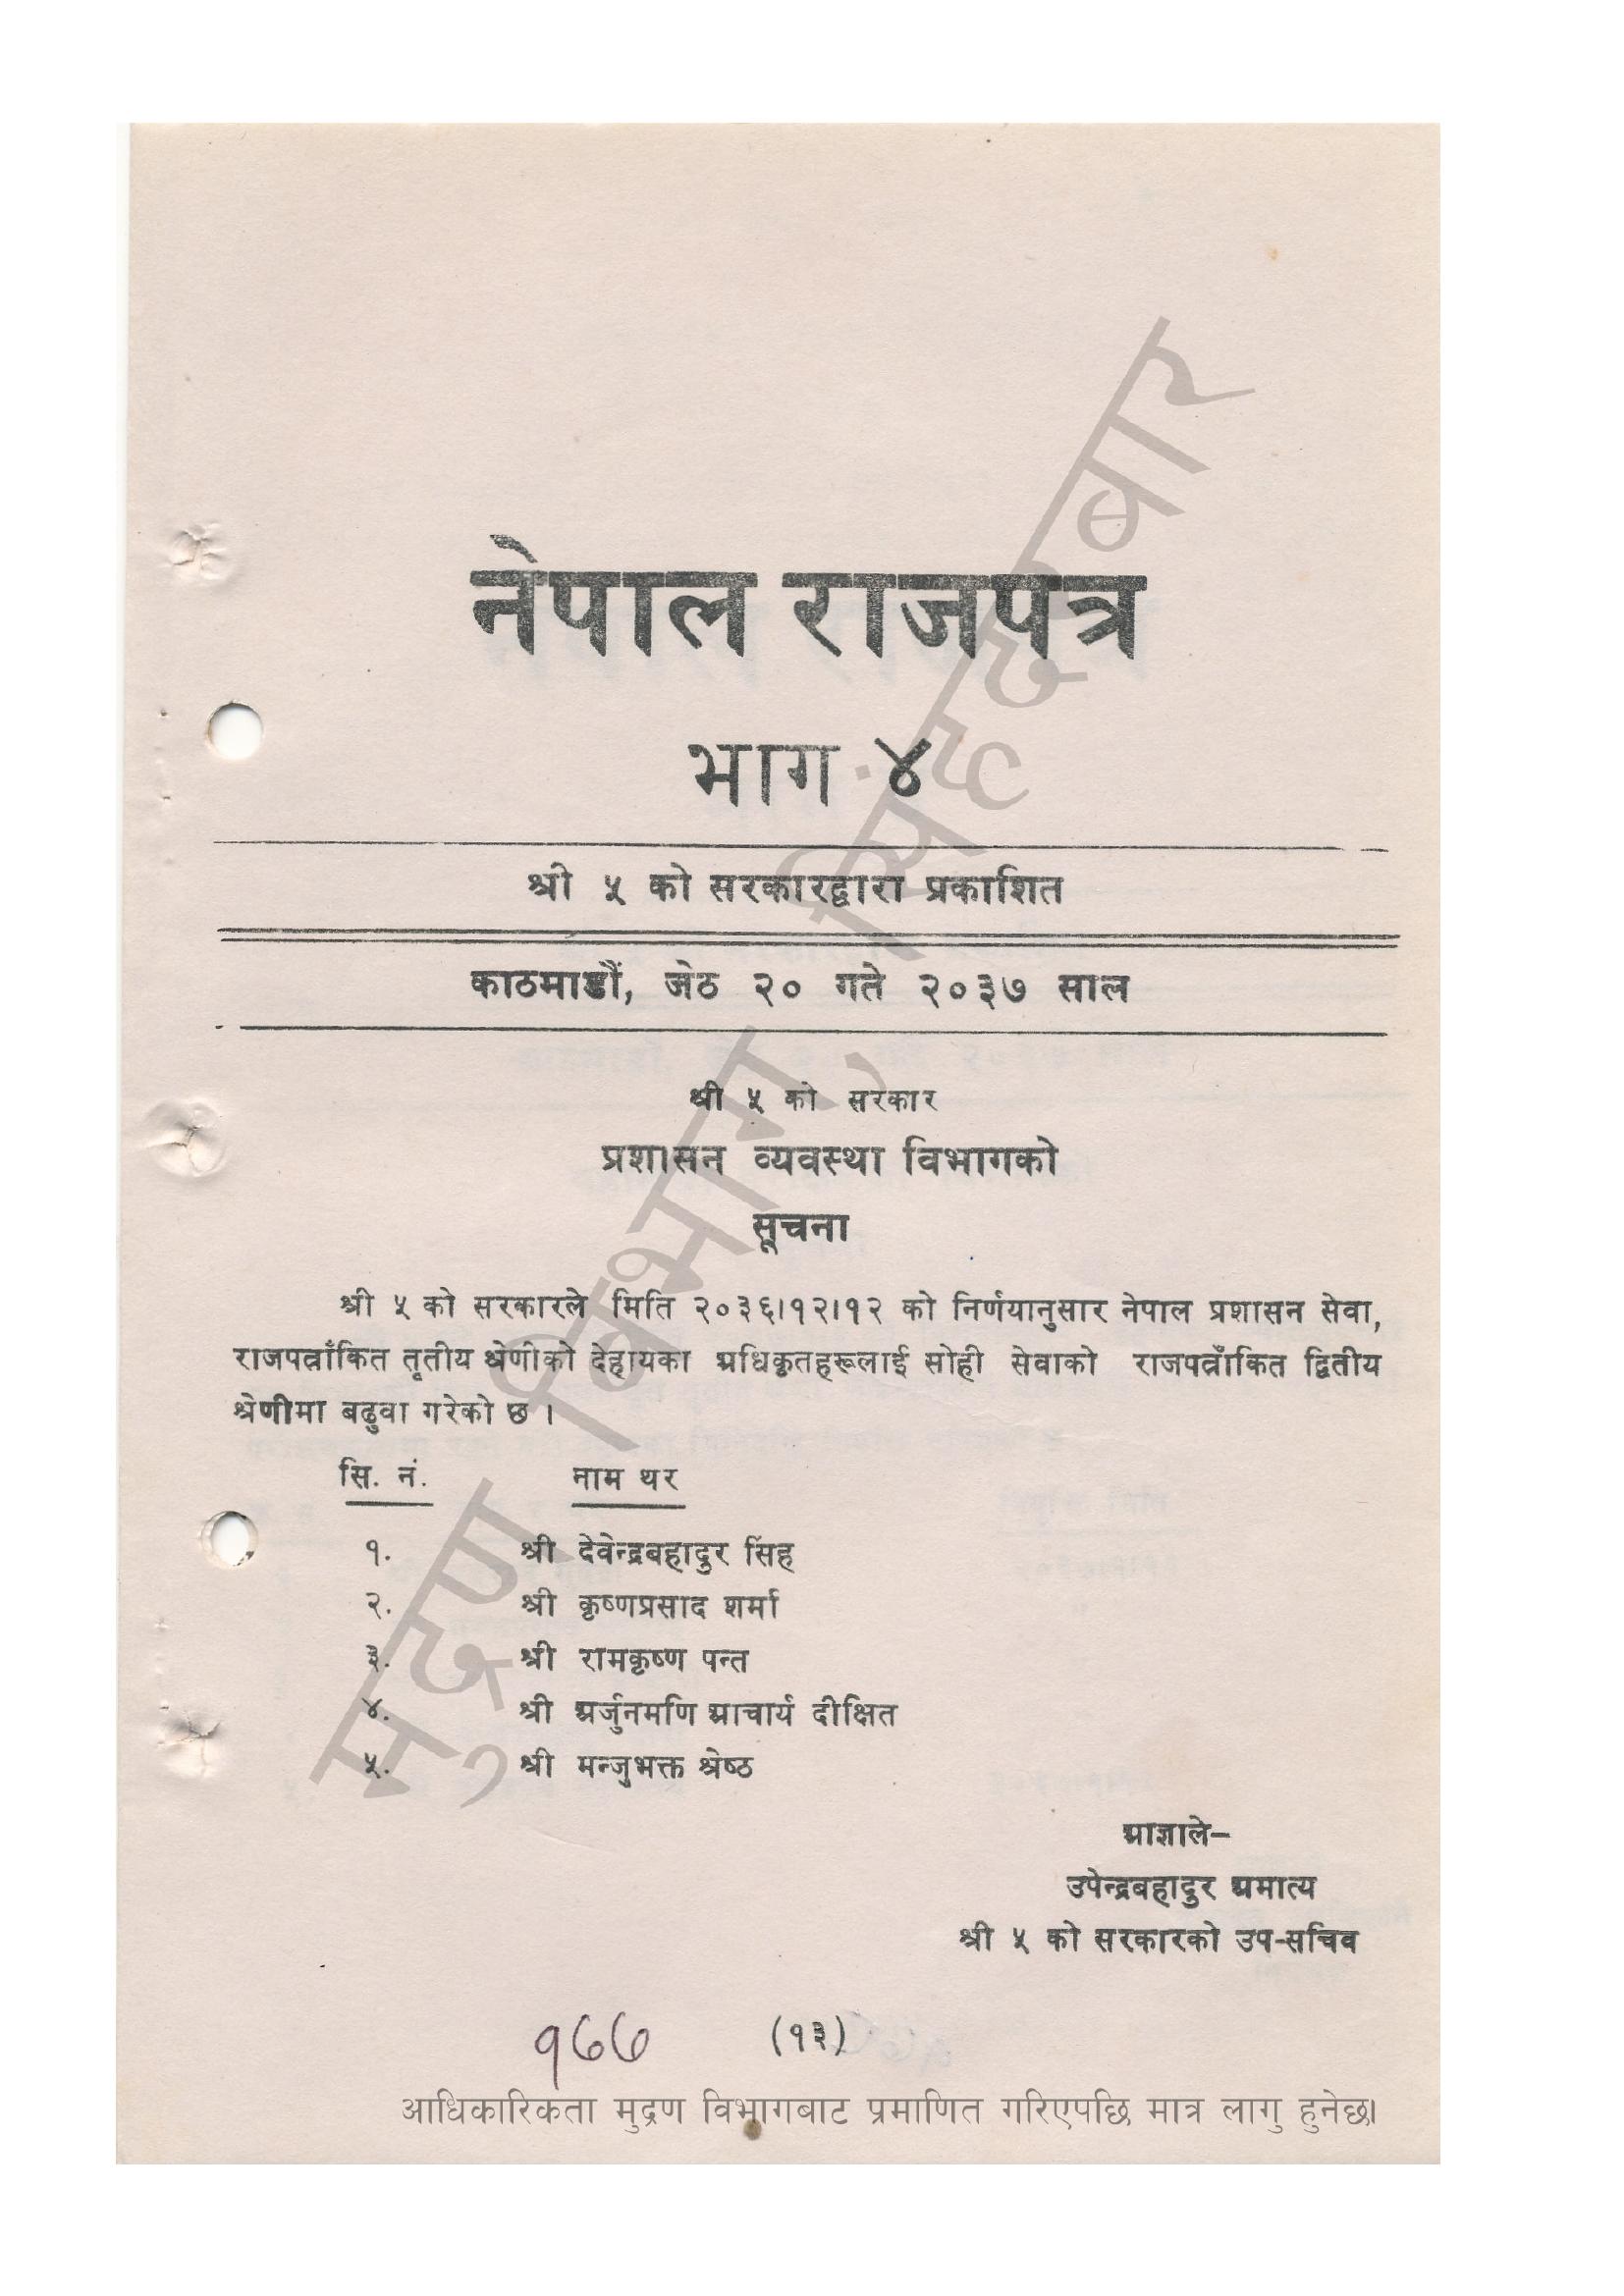 नेपाल राजपत्र
भाग ४
श्री ५ को सरकारद्वारा प्रकाशित
काठमाडौं, जेठ २० गते २०३७ साल
श्री ५ को सरकार
प्रशासन व्यवस्था विभागको
सूचना
श्री ५ को सरकारले मिति २०३६।१२।१२ को निर्णयानुसार नेपाल प्रशासन सेवा,
राजपत्राँकित तृतीय श्रेणीको देहायका अधिकृतहरूलाई सोही सेवाको राजपत्राँकित द्वितीय
श्रेणीमा बढुवा गरेको छ ।
सि. नं. नाम थर
१. श्री देवेन्द्रबहादुर सिंह
२. श्री कृष्णप्रसाद शर्मा
३. श्री रामकृष्ण पन्त
४. श्री अर्जुनमणि आचार्य दीक्षित
५. श्री मन्जुभक्त श्रेष्ठ
आज्ञाले–
उपेन्द्रबहादुर अमात्य
श्री ५ को सरकारको उप-सचिव
१७७ (१३)
आधिकारिकता मुद्रण विभागबाट प्रमाणित गरिएपछि मात्र लागु हुनेछ।
मुद्रण विभाग, सिंहदरबार